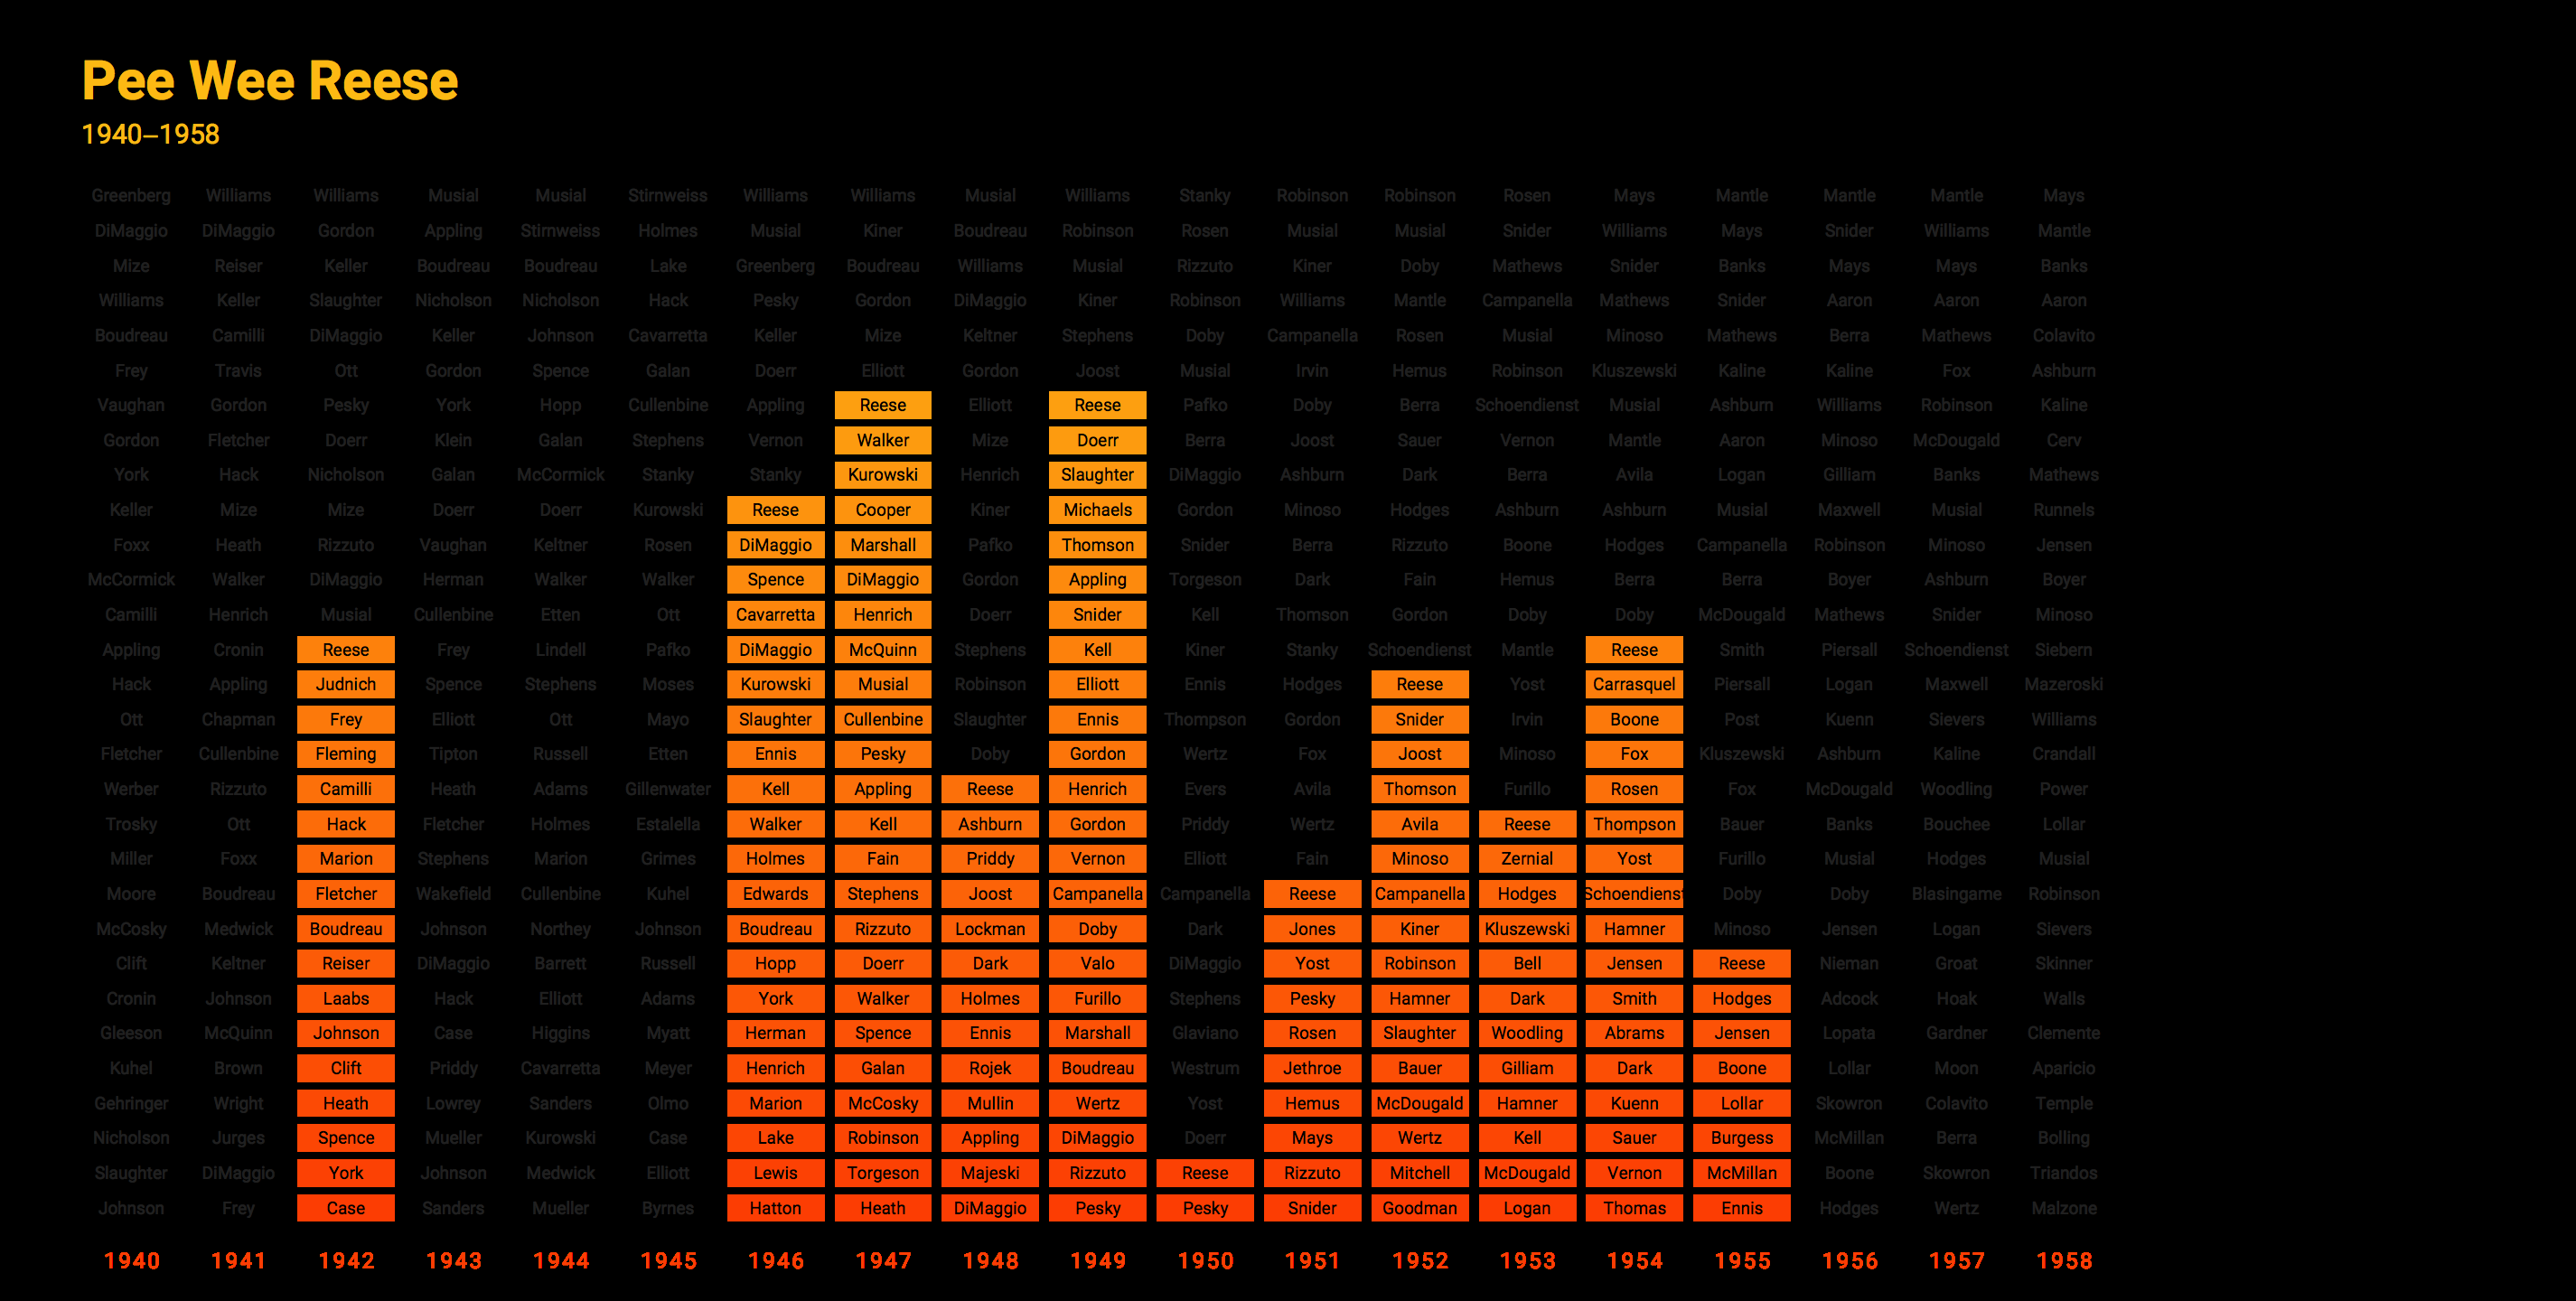 Pee Wee Reese
1940–1958
Greenberg Williams Williams Musial Musial Stirnweiss Williams Williams Musial Williams Stanky Robinson Robinson Rosen Mays Mantle Mantle Mantle Mays
DiMaggio DiMaggio Gordon Appling Stirnweiss Holmes Musial Kiner Boudreau Robinson Rosen Musial Musial Snider Williams Mays Snider Williams Mantle
Mize Reiser Keller Boudreau Boudreau Lake Greenberg Boudreau Williams Musial Rizzuto Kiner Doby Mathews Snider Banks Mays Mays Banks
Williams Keller Slaughter Nicholson Nicholson Hack Pesky Gordon DiMaggio Kiner Robinson Williams Mantle Campanella Mathews Snider Aaron Aaron Aaron
Boudreau Camilli DiMaggio Keller Johnson Cavarretta Keller Mize Keltner Stephens Doby Campanella Rosen Musial Minoso Mathews Berra Mathews Colavito
Frey Travis Ott Gordon Spence Galan Doerr Elliott Gordon Joost Musial Irvin Hemus Robinson Kluszewski Kaline Kaline Fox Ashburn
Vaughan Gordon Pesky York Hopp Cullenbine Appling Reese Elliott Reese Pafko Doby Berra Schoendienst Musial Ashburn Williams Robinson Kaline
Gordon Fletcher Doerr Klein Galan Stephens Vernon Walker Mize Doerr Berra Joost Sauer Vernon Mantle Aaron Minoso McDougald Cerv
York Hack Nicholson Galan McCormick Stanky Stanky Kurowski Henrich Slaughter DiMaggio Ashburn Dark Berra Avila Logan Gilliam Banks Mathews
Keller Mize Mize Doerr Doerr Kurowski Reese Cooper Kiner Michaels Gordon Minoso Hodges Ashburn Ashburn Musial Maxwell Musial Runnels
Foxx Heath Rizzuto Vaughan Keltner Rosen DiMaggio Marshall Pafko Thomson Snider Berra Rizzuto Boone Hodges Campanella Robinson Minoso Jensen
McCormick Walker DiMaggio Herman Walker Walker Spence DiMaggio Gordon Appling Torgeson Dark Fain Hemus Berra Berra Boyer Ashburn Boyer
Camilli Henrich Musial Cullenbine Etten Ott Cavarretta Henrich Doerr Snider Kell Thomson Gordon Doby Doby McDougald Mathews Snider Minoso
Appling Cronin Reese Frey Lindell Pafko DiMaggio McQuinn Stephens Kell Kiner Stanky Schoendienst Mantle Reese Smith Piersall Schoendienst Siebern
Hack Appling Judnich Spence Stephens Moses Kurowski Musial Robinson Elliott Ennis Hodges Reese Yost Carrasquel Piersall Logan Maxwell Mazeroski
Ott Chapman Frey Elliott Ott Mayo Slaughter Cullenbine Slaughter Ennis Thompson Gordon Snider Irvin Boone Post Kuenn Sievers Williams
Fletcher Cullenbine Fleming Tipton Russell Etten Ennis Pesky Doby Gordon Wertz Fox Joost Minoso Fox Kluszewski Ashburn Kaline Crandall
Werber Rizzuto Camilli Heath Adams Gillenwater Kell Appling Reese Henrich Evers Avila Thomson Furillo Rosen Fox McDougald Woodling Power
Trosky Ott Hack Fletcher Holmes Estalella Walker Kell Ashburn Gordon Priddy Wertz Avila Reese Thompson Bauer Banks Bouchee Lollar
Miller Foxx Marion Stephens Marion Grimes Holmes Fain Priddy Vernon Elliott Fain Minoso Zernial Yost Furillo Musial Hodges Musial
Moore Boudreau Fletcher Wakefield Cullenbine Kuhel Edwards Stephens Joost Campanella Campanella Reese Campanella Hodges Schoendienst Doby Doby Blasingame Robinson
McCosky Medwick Boudreau Johnson Northey Johnson Boudreau Rizzuto Lockman Doby Dark Jones Kiner Kluszewski Hamner Minoso Jensen Logan Sievers
Clift Keltner Reiser DiMaggio Barrett Russell Hopp Doerr Dark Valo DiMaggio Yost Robinson Bell Jensen Reese Nieman Groat Skinner
Cronin Johnson Laabs Hack Elliott Adams York Walker Holmes Furillo Stephens Pesky Hamner Dark Smith Hodges Adcock Hoak Walls
Gleeson McQuinn Johnson Case Higgins Myatt Herman Spence Ennis Marshall Glaviano Rosen Slaughter Woodling Abrams Jensen Lopata Gardner Clemente
Kuhel Brown Clift Priddy Cavarretta Meyer Henrich Galan Rojek Boudreau Westrum Jethroe Bauer Gilliam Dark Boone Lollar Moon Aparicio
Gehringer Wright Heath Lowrey Sanders Olmo Marion McCosky Mullin Wertz Yost Hemus McDougald Hamner Kuenn Lollar Skowron Colavito Temple
Nicholson Jurges Spence Mueller Kurowski Case Lake Robinson Appling DiMaggio Doerr Mays Wertz Kell Sauer Burgess McMillan Berra Bolling
Slaughter DiMaggio York Johnson Medwick Elliott Lewis Torgeson Majeski Rizzuto Reese Rizzuto Mitchell McDougald Vernon McMillan Boone Skowron Triandos
Johnson Frey Case Sanders Mueller Byrnes Hatton Heath DiMaggio Pesky Pesky Snider Goodman Logan Thomas Ennis Hodges Wertz Malzone
1940 1941 1942 1943 1944 1945 1946 1947 1948 1949 1950 1951 1952 1953 1954 1955 1956 1957 1958